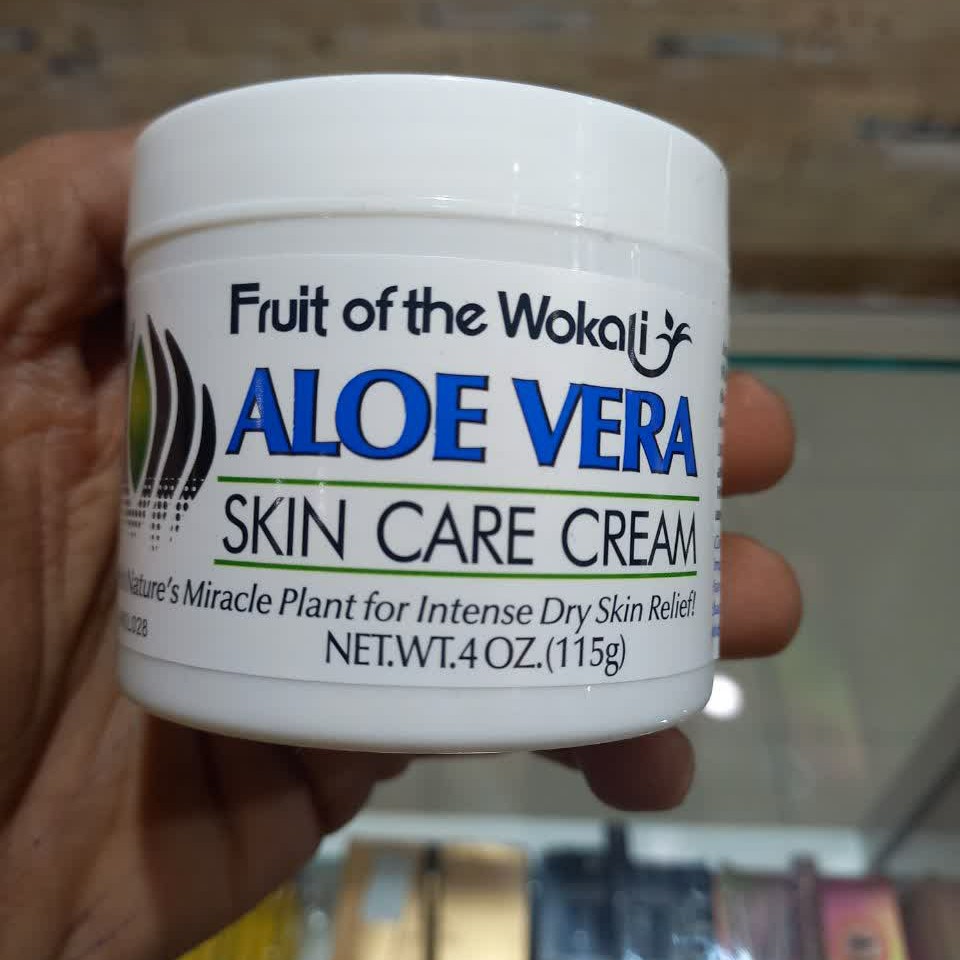 Fruit of the Wokali
ALOE VERA
SKIN CARE CREAM
Nature's Miracle Plant for Intense Dry Skin Relief!
NET.WT.4 OZ.(115g)